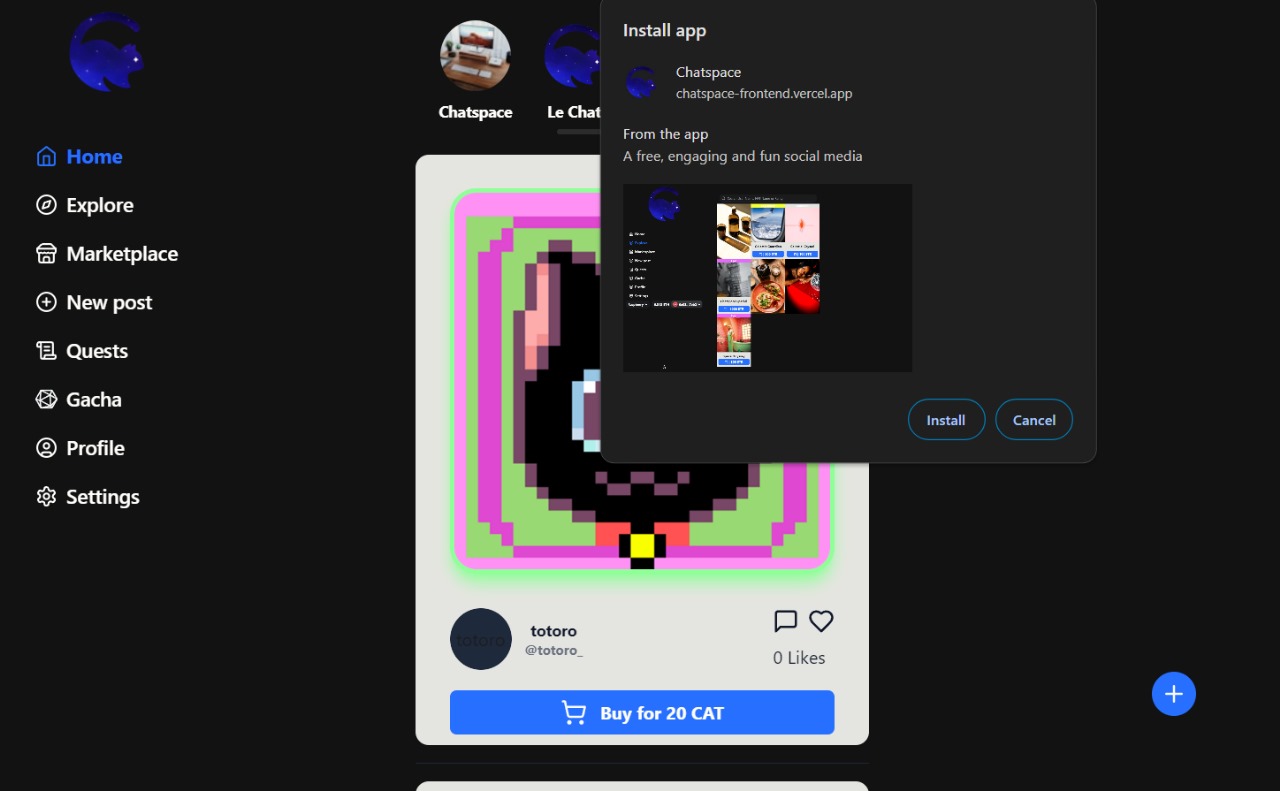 Chatspace
Le Chat
Home
Explore
Marketplace
New post
Quests
Gacha
Profile
Settings
Install app
Chatspace
chatspace-frontend.vercel.app
From the app
A free, engaging and fun social media
Install
Cancel
totoro
totoro
@totoro_
0 Likes
Buy for 20 CAT